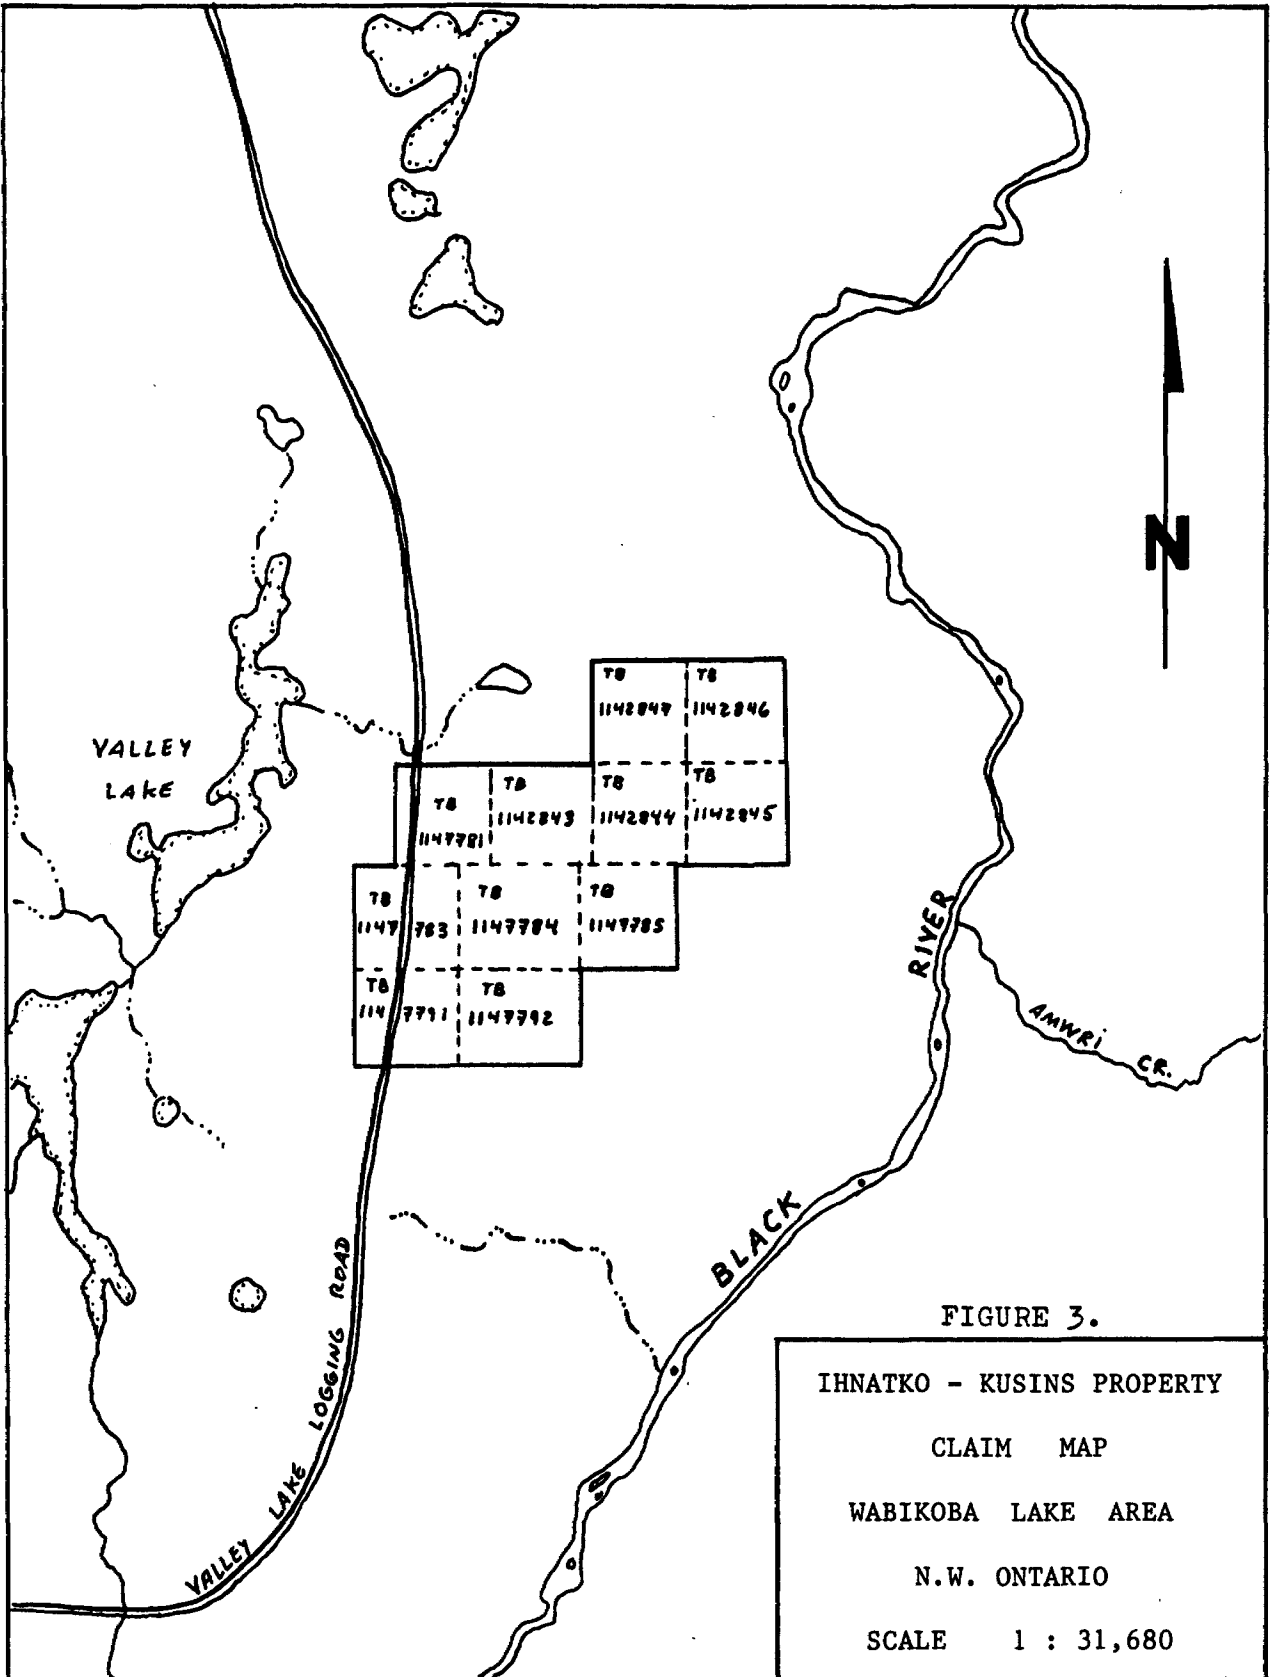 N
VALLEY
LAKE
TB
1142847
TB
1142846
TB
1147781
TB
1142843
TB
1142844
TB
1142845
TB
1147783
TB
1147784
TB
1147785
TB
1147791
TB
1147792
BLACK RIVER
AMWRI CR.
VALLEY LAKE LOGGING ROAD
FIGURE 3.
IHNATKO - KUSINS PROPERTY
CLAIM MAP
WABIKOBA LAKE AREA
N.W. ONTARIO
SCALE 1 : 31,680